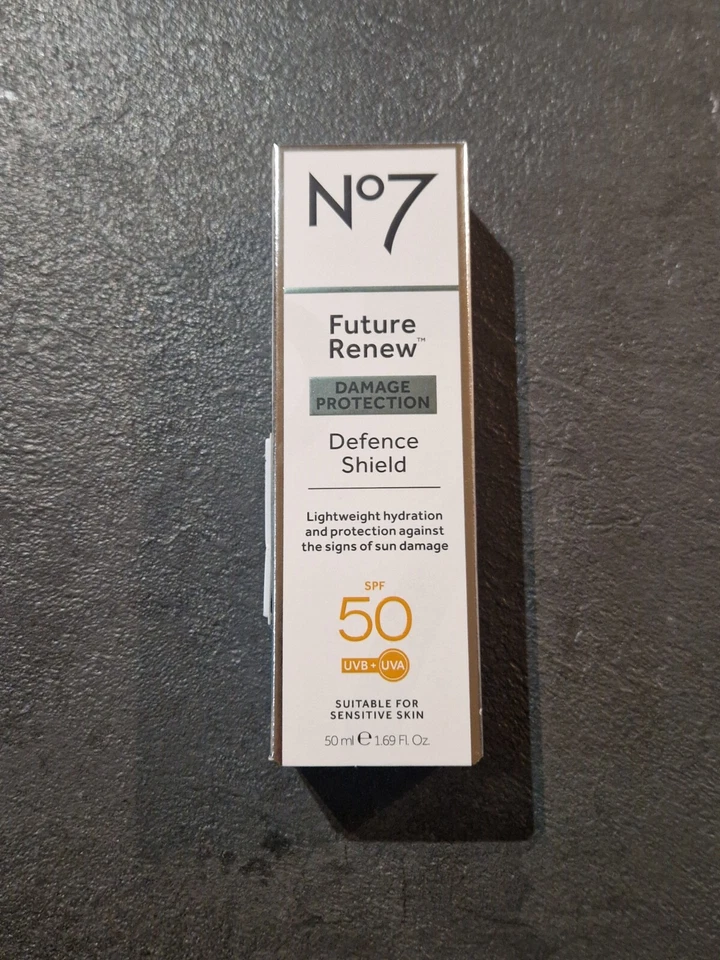 No7
Future
Renew™
DAMAGE
PROTECTION
Defence
Shield
Lightweight hydration
and protection against
the signs of sun damage
SPF
50
UVB + UVA
SUITABLE FOR
SENSITIVE SKIN
50 ml ℮ 1.69 Fl. Oz.